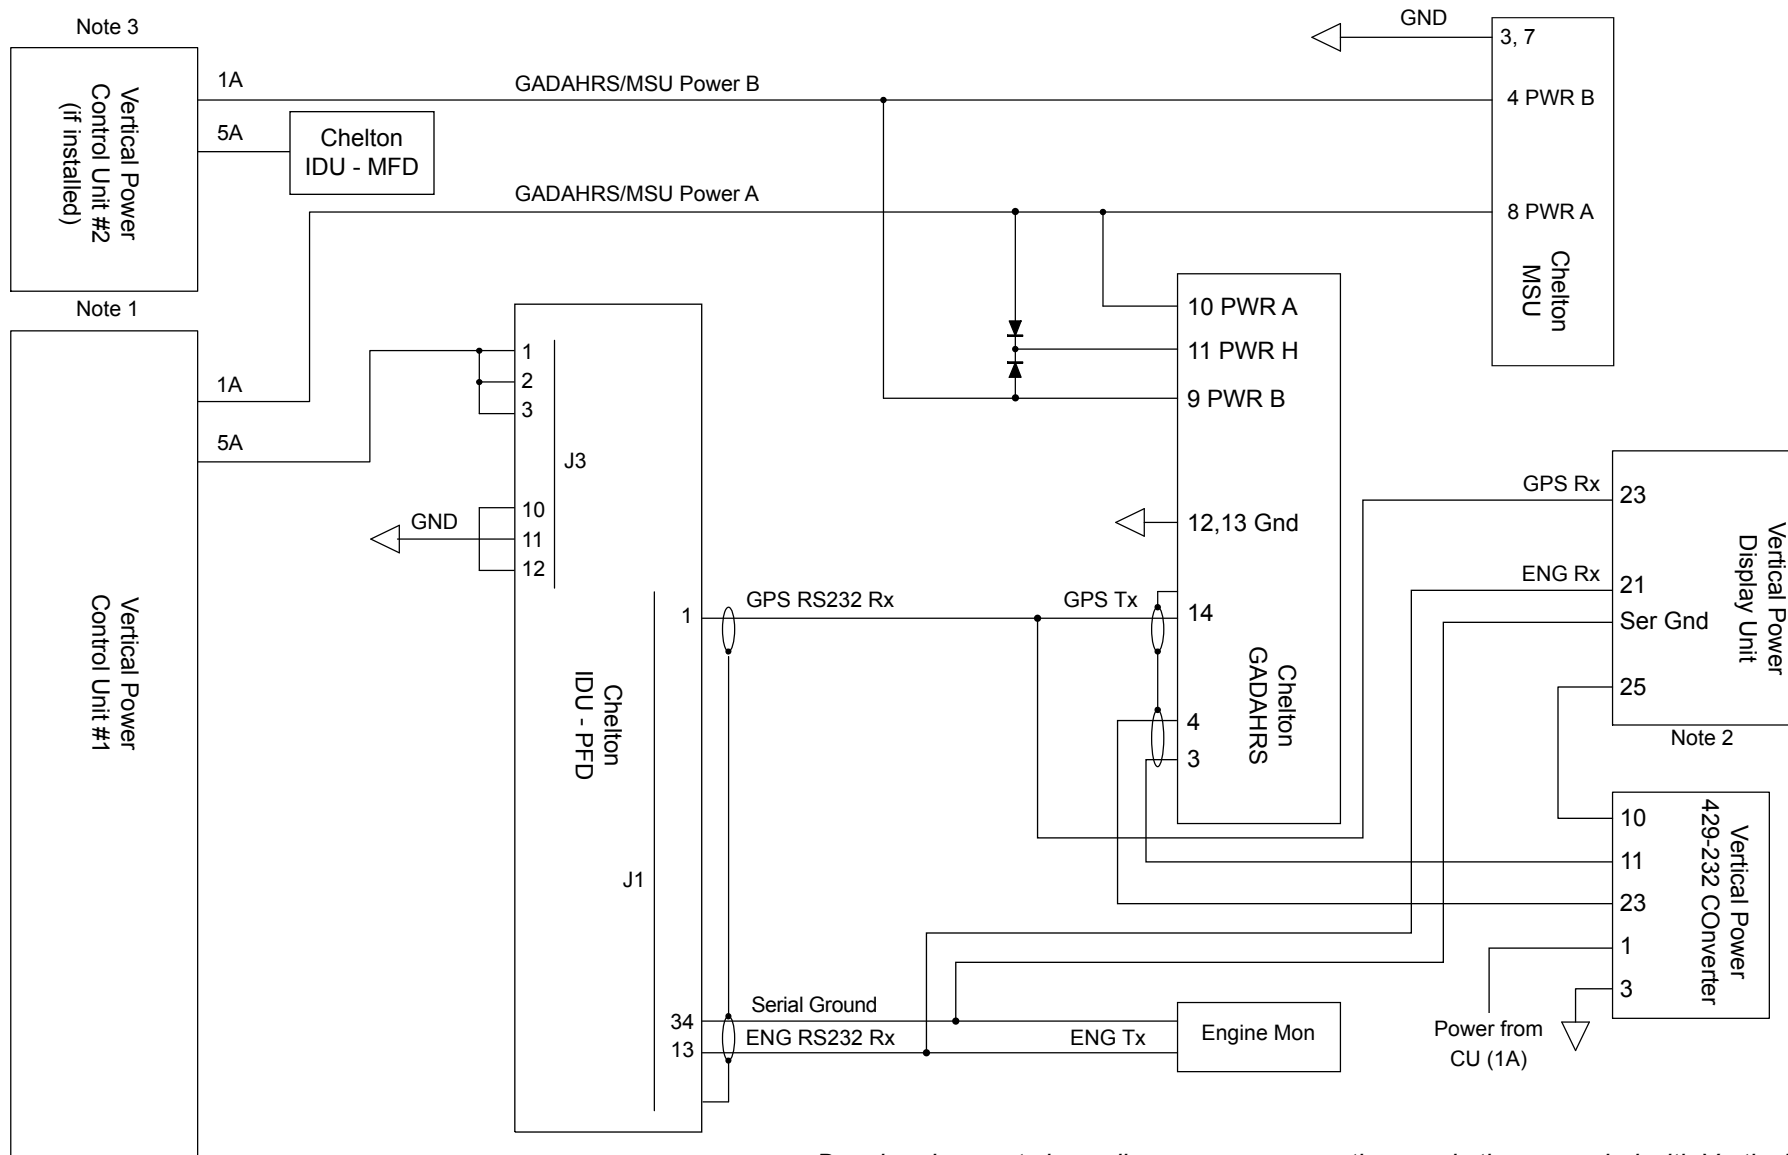 Note 3
Vertical Power
Control Unit #2
(if installed)
1A
5A
Chelton
IDU - MFD
GADAHRS/MSU Power B
GADAHRS/MSU Power A
GND
3, 7
4 PWR B
8 PWR A
Chelton
MSU
Note 1
Vertical Power
Control Unit #1
1A
5A
1
2
3
J3
10
11
12
GND
Chelton
IDU - PFD
J1
1
34
13
GPS RS232 Rx
GPS Tx
Serial Ground
ENG RS232 Rx
ENG Tx
Engine Mon
10 PWR A
11 PWR H
9 PWR B
12,13 Gnd
14
4
3
Chelton
GADAHRS
GPS Rx
23
ENG Rx
21
Ser Gnd
25
Vertical Power
Display Unit
Note 2
10
11
23
1
3
Vertical Power
429-232 COnverter
Power from
CU (1A)